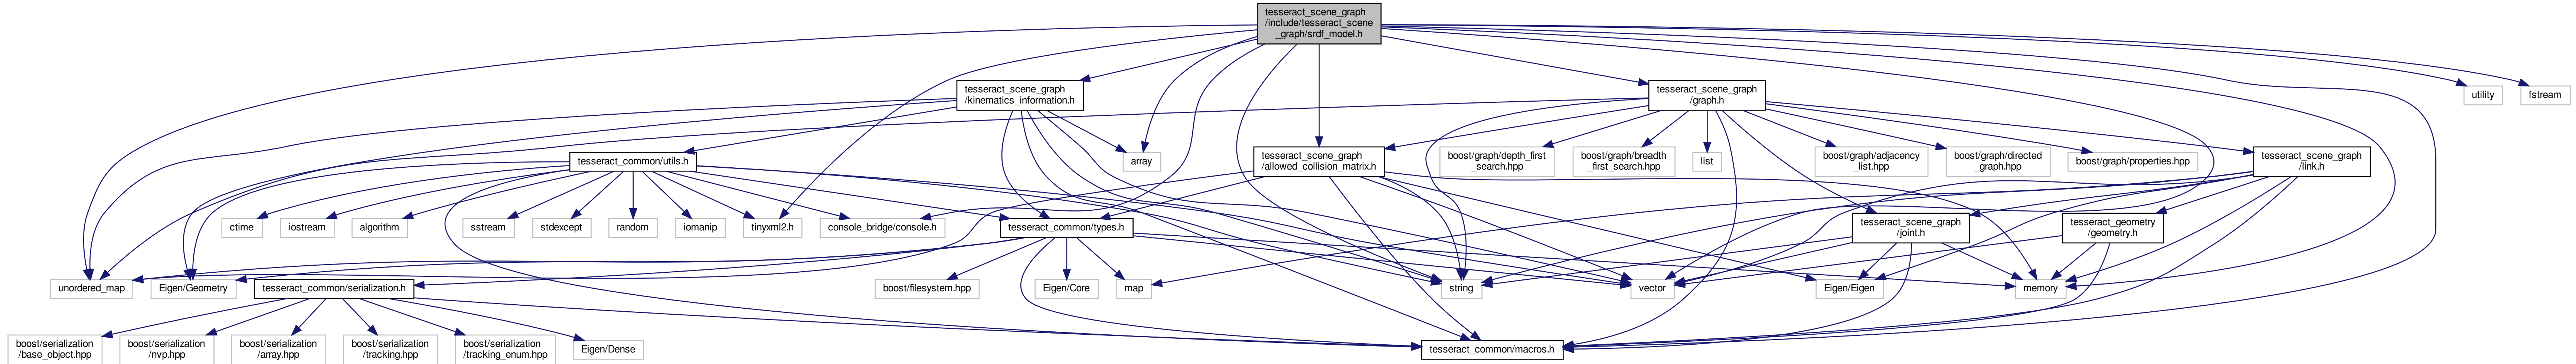 tesseract_scene_graph
/include/tesseract_scene
_graph/srdf_model.h
tesseract_scene_graph
/kinematics_information.h
tesseract_scene_graph
/graph.h
utility
fstream
tesseract_common/utils.h
array
tesseract_scene_graph
/allowed_collision_matrix.h
boost/graph/depth_first
_search.hpp
boost/graph/breadth
_first_search.hpp
list
boost/graph/adjacency
_list.hpp
boost/graph/directed
_graph.hpp
boost/graph/properties.hpp
tesseract_scene_graph
/link.h
ctime
iostream
algorithm
sstream
stdexcept
random
iomanip
tinyxml2.h
console_bridge/console.h
tesseract_common/types.h
tesseract_scene_graph
/joint.h
tesseract_geometry
/geometry.h
unordered_map
Eigen/Geometry
tesseract_common/serialization.h
boost/filesystem.hpp
Eigen/Core
map
string
vector
Eigen/Eigen
memory
boost/serialization
/base_object.hpp
boost/serialization
/nvp.hpp
boost/serialization
/array.hpp
boost/serialization
/tracking.hpp
boost/serialization
/tracking_enum.hpp
Eigen/Dense
tesseract_common/macros.h